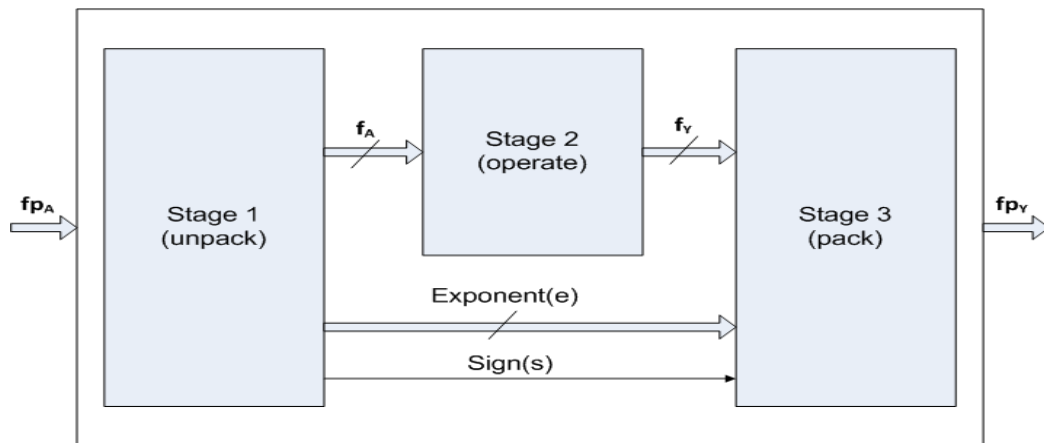 fpA
Stage 1
(unpack)
fA
Stage 2
(operate)
fY
Exponent(e)
Sign(s)
Stage 3
(pack)
fpY